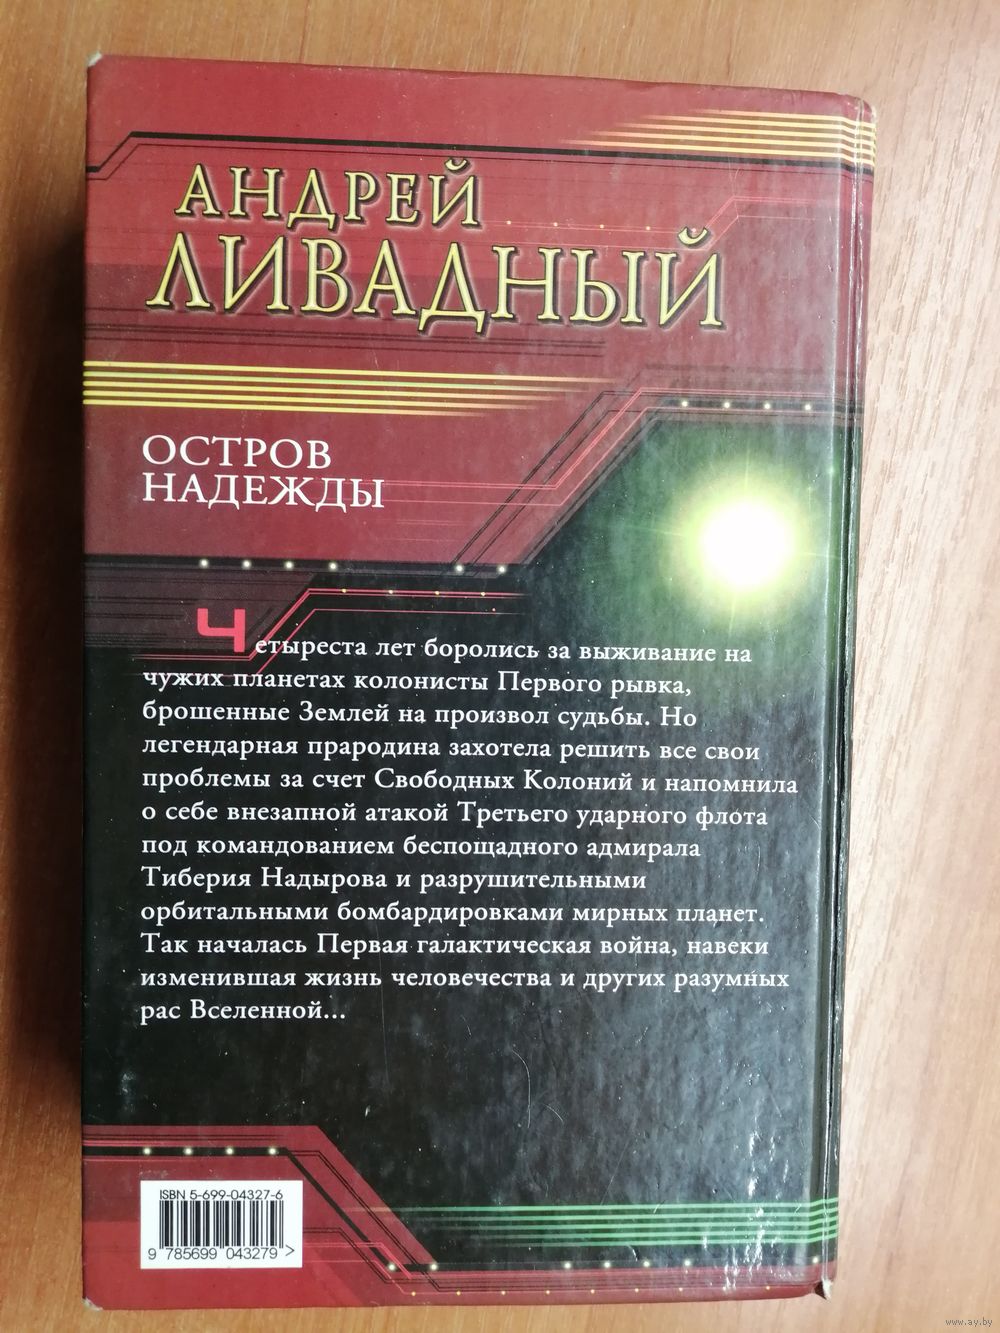 АНДРЕЙ
ЛИВАДНЫЙ
ОСТРОВ
НАДЕЖДЫ
Четыреста лет боролись за выживание на
чужих планетах колонисты Первого рывка,
брошенные Землей на произвол судьбы. Но
легендарная прародина захотела решить все свои
проблемы за счет Свободных Колоний и напомнила
о себе внезапной атакой Третьего ударного флота
под командованием беспощадного адмирала
Тиберия Надырова и разрушительными
орбитальными бомбардировками мирных планет.
Так началась Первая галактическая война, навеки
изменившая жизнь человечества и других разумных
рас Вселенной...
ISBN 5-699-04327-6
9 785699 043279 >
www.ay.by